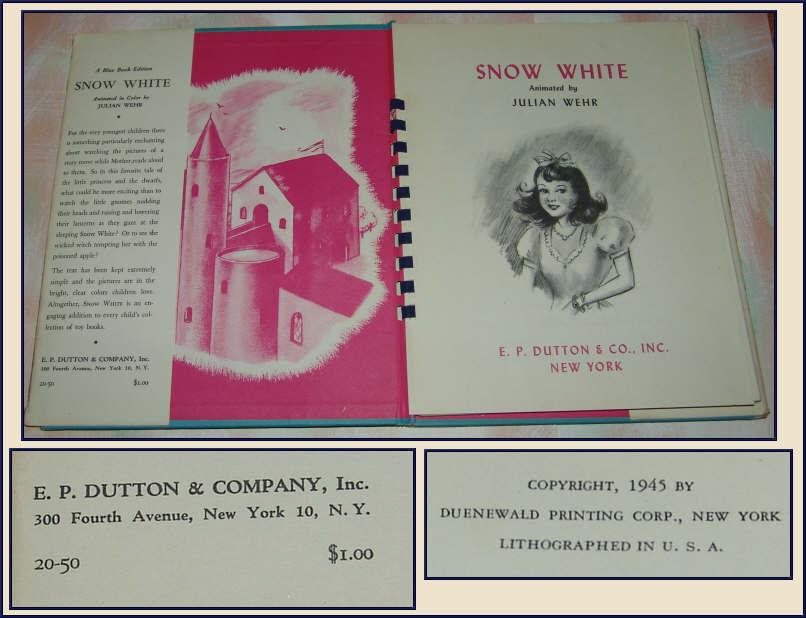 A Blue Book Edition
SNOW WHITE
Animated in Color by
JULIAN WEHR
For the very youngest children there
is something particularly enchanting
about watching the pictures of a
story move while Mother reads aloud
to them. So in this favorite tale of
the little princess and the dwarfs,
what could be more exciting than to
watch the little gnomes nodding
their heads and raising and lowering
their lanterns as they gaze at the
sleeping Snow White? Or to see the
wicked witch tempting her with the
poisoned apple?
The text has been kept extremely
simple and the pictures are in the
bright, clear colors children love.
Altogether, SNOW WHITE is an en-
gaging addition to every child's col-
lection of toy books.
E. P. DUTTON & COMPANY, Inc.
300 Fourth Avenue, New York 10, N. Y.
20-50 $1.00
SNOW WHITE
Animated by
JULIAN WEHR
E. P. DUTTON & CO., INC.
NEW YORK
E. P. DUTTON & COMPANY, Inc.
300 Fourth Avenue, New York 10, N. Y.
20-50 $1.00
COPYRIGHT, 1945 BY
DUENEWALD PRINTING CORP., NEW YORK
LITHOGRAPHED IN U. S. A.